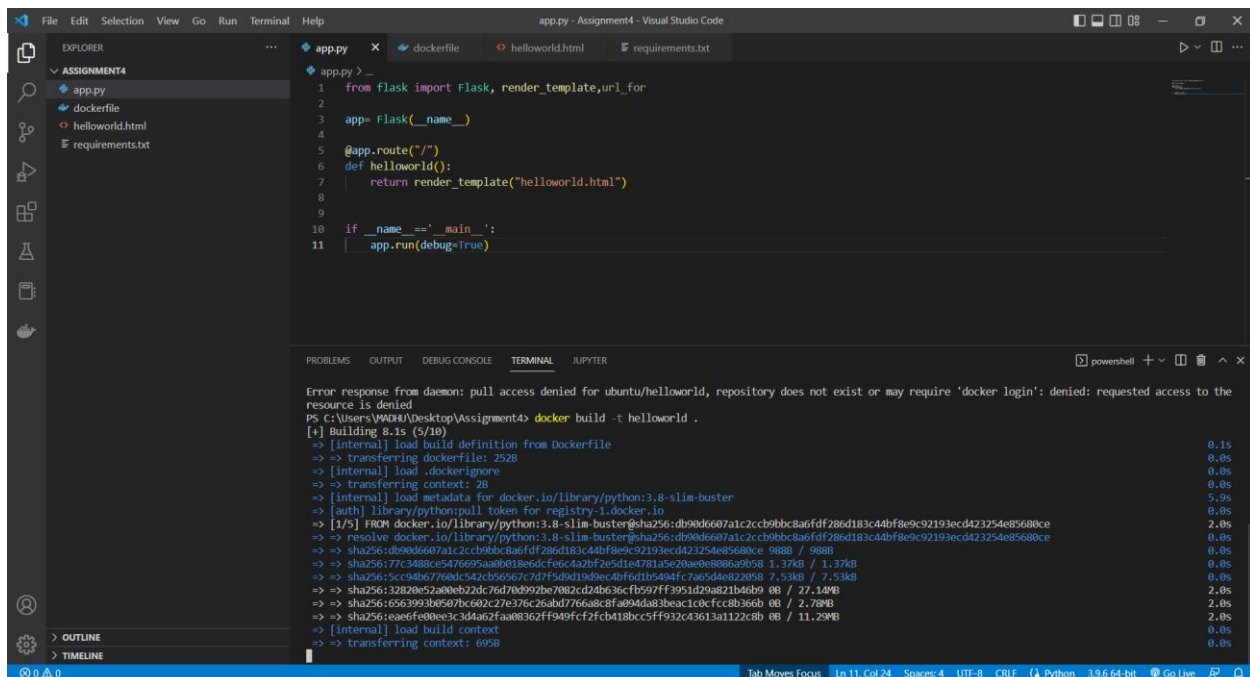 File Edit Selection View Go Run Terminal Help
app.py - Assignment4 - Visual Studio Code
EXPLORER
ASSIGNMENT4
app.py
dockerfile
helloworld.html
requirements.txt
OUTLINE
TIMELINE
app.py dockerfile helloworld.html requirements.txt
app.py > ...
1 from flask import Flask, render_template,url_for
2
3 app= Flask(__name__)
4
5 @app.route("/")
6 def helloworld():
7 return render_template("helloworld.html")
8
9
10 if __name__=='__main__':
11 app.run(debug=True)
PROBLEMS OUTPUT DEBUG CONSOLE TERMINAL JUPYTER
powershell
Error response from daemon: pull access denied for ubuntu/helloworld, repository does not exist or may require 'docker login': denied: requested access to the
resource is denied
PS C:\Users\MADHU\Desktop\Assignment4> docker build -t helloworld .
[+] Building 8.1s (5/10)
=> [internal] load build definition from Dockerfile 0.1s
=> => transferring dockerfile: 252B 0.0s
=> [internal] load .dockerignore 0.0s
=> => transferring context: 2B 0.0s
=> [internal] load metadata for docker.io/library/python:3.8-slim-buster 5.9s
=> [auth] library/python:pull token for registry-1.docker.io 0.0s
=> [1/5] FROM docker.io/library/python:3.8-slim-buster@sha256:db90d6607a1c2ccb9bbc8a6fdf286d183c44bf8e9c92193ecd423254e85680ce 2.0s
=> => resolve docker.io/library/python:3.8-slim-buster@sha256:db90d6607a1c2ccb9bbc8a6fdf286d183c44bf8e9c92193ecd423254e85680ce 0.0s
=> => sha256:db90d6607a1c2ccb9bbc8a6fdf286d183c44bf8e9c92193ecd423254e85680ce 988B / 988B 0.0s
=> => sha256:77c3488ce5476695aa0b018e6dcfe6c4a2bf2e5d1e4781a5e20ae0e8086a9b58 1.37kB / 1.37kB 0.0s
=> => sha256:5cc94b67760dc542cb56567c7d7f5d9d19d9ec4bf6d1b5494fc7a65d4e822058 7.53kB / 7.53kB 0.0s
=> => sha256:32820e52a00eb22dc76d70d992be7082cd24b636cfb597ff3951d29a821b46b9 0B / 27.14MB 2.0s
=> => sha256:6563993b0507bc602c27e376c26abd7766a8c8fa094da83beac1c0cfcc8b366b 0B / 2.78MB 2.0s
=> => sha256:eae6fe00ee3c3d4a62faa08362ff949fcf2fcb418bcc5ff932c43613a1122c8b 0B / 11.29MB 2.0s
=> [internal] load build context 0.0s
=> => transferring context: 695B 0.0s
0 0 Tab Moves Focus Ln 11, Col 24 Spaces: 4 UTF-8 CRLF Python 3.9.6 64-bit Go Live